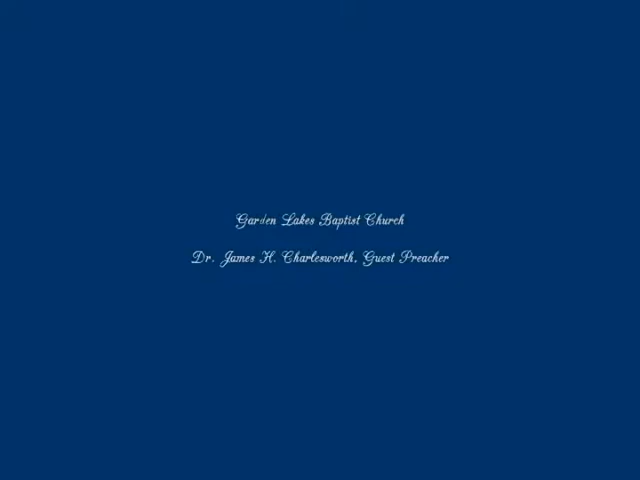 Garden Lakes Baptist Church
Dr. James H. Charlesworth, Guest Preacher